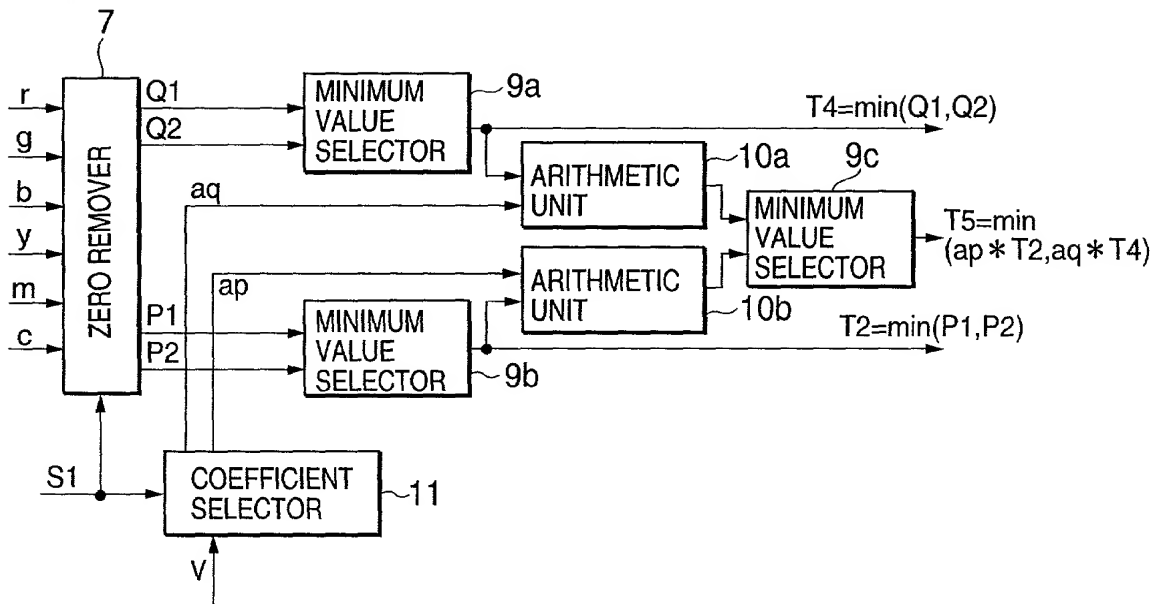 7
r
g
b
y
m
c
ZERO REMOVER
Q1
Q2
P1
P2
MINIMUM
VALUE
SELECTOR
9a
T4=min(Q1,Q2)
aq
ap
ARITHMETIC
UNIT
10a
ARITHMETIC
UNIT
10b
MINIMUM
VALUE
SELECTOR
9c
T5=min
(ap*T2,aq*T4)
MINIMUM
VALUE
SELECTOR
9b
T2=min(P1,P2)
S1
COEFFICIENT
SELECTOR
11
V